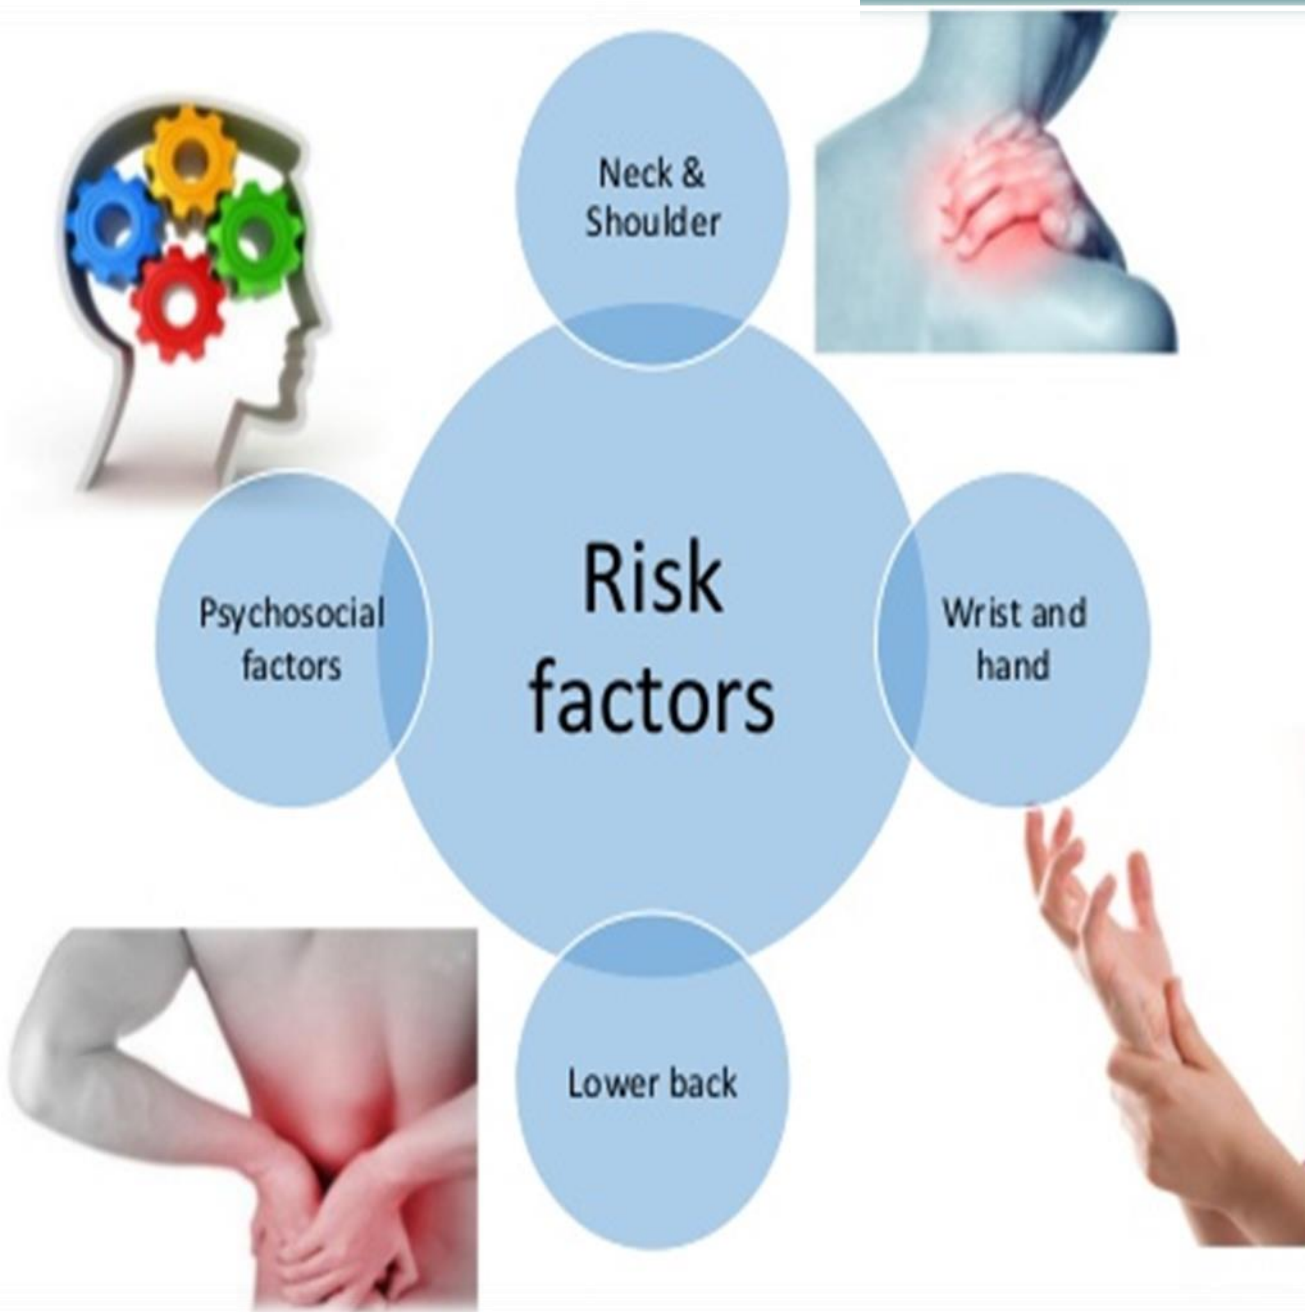 Neck &
Shoulder
Risk
factors
Psychosocial
factors
Wrist and
hand
Lower back